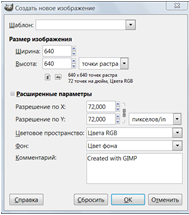 Создать новое изображение
Шаблон:
Размер изображения
Ширина: 640
Высота: 640 точки растра
640 x 640 точек растра
72 точек на дюйм, Цвета RGB
Расширенные параметры
Разрешение по X: 72,000
Разрешение по Y: 72,000 пикселов/in
Цветовое пространство: Цвета RGB
Фон: Цвет фона
Комментарий: Created with GIMP
Справка Сбросить OK Отменить